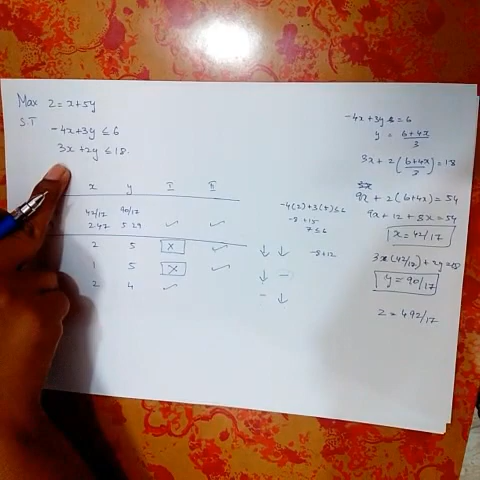 Max Z = x+5y
S.T
-4x+3y ≤ 6
3x+2y ≤ 18.
x y I II
42/17 90/17
2.47 5.29 ✓ ✓
2 5 x ✓
1 5 x ✓
2 4 ✓
↓ ↓
↓ -
- ↓
-4(2)+3(5) ≤ 6
-8+15
7 ≤ 6
-8+12
-4x+3y = 6
y = 6+4x/3
3x+2(6+4x/3)=18
9x+2(6+4x)=54
9x+12+8x=54
x=42/17
3x(42/17)+2y=18
y=90/17
Z=492/17